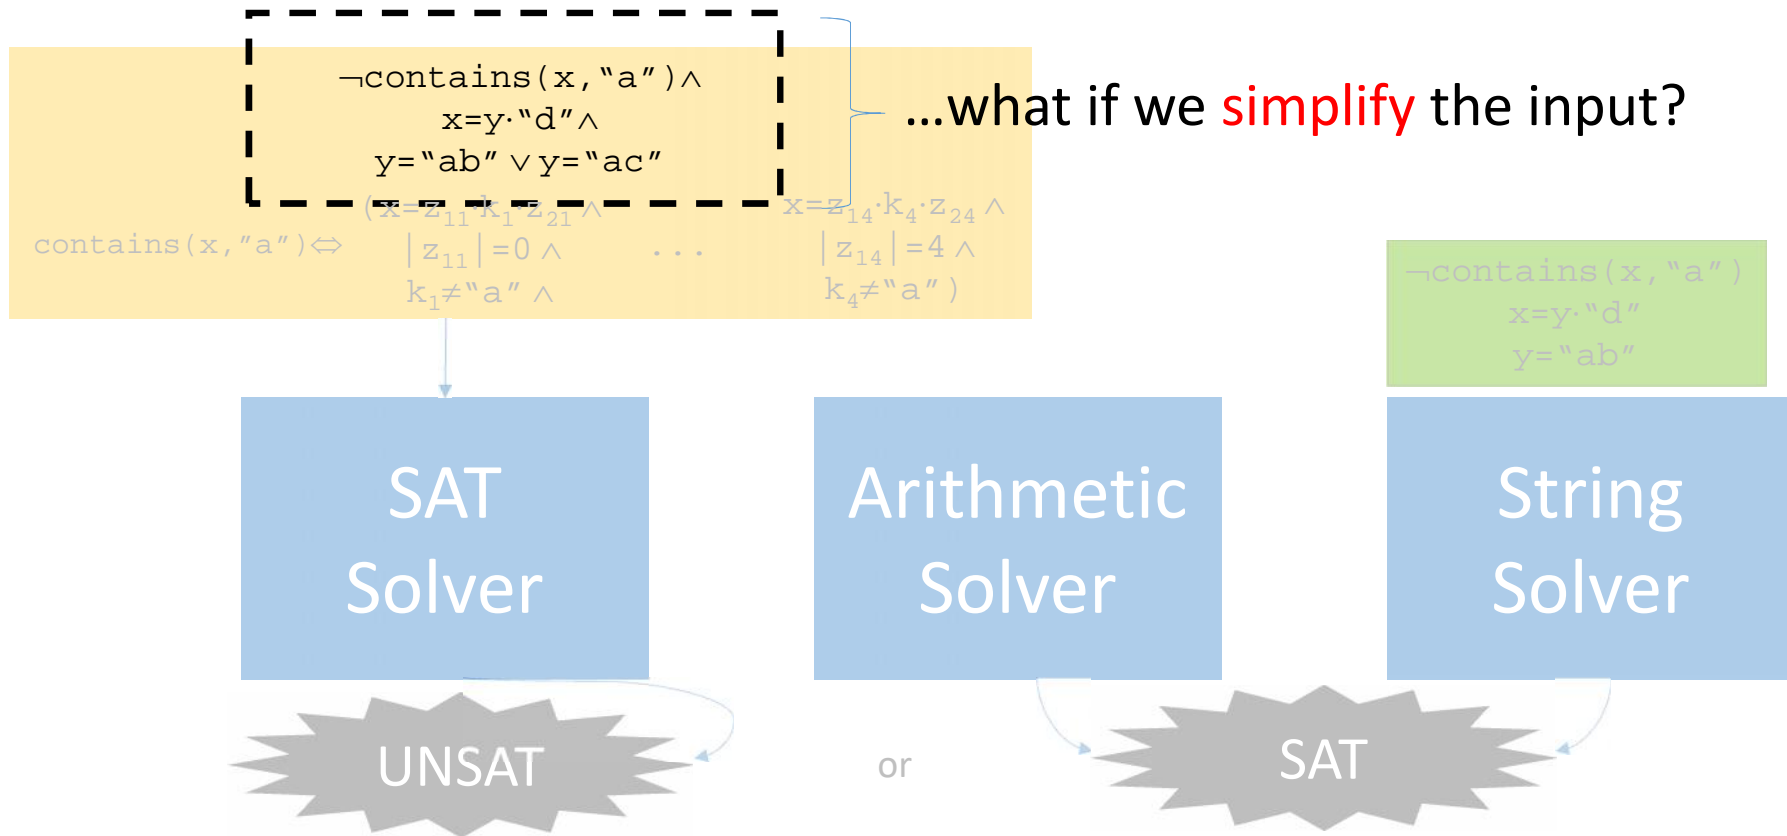 ¬contains(x,“a”)∧
x=y·“d”∧
y=“ab” ∨ y=“ac”
…what if we simplify the input?
(x=z₁₁·k₁·z₂₁ ∧
x=z₁₄·k₄·z₂₄ ∧
contains(x,”a”)⇔
|z₁₁|=0 ∧
...
|z₁₄|=4 ∧
k₁≠“a” ∧
k₄≠“a”)
¬contains(x,“a”)
x=y·“d”
y=“ab”
SAT
Solver
Arithmetic
Solver
String
Solver
UNSAT
or
SAT